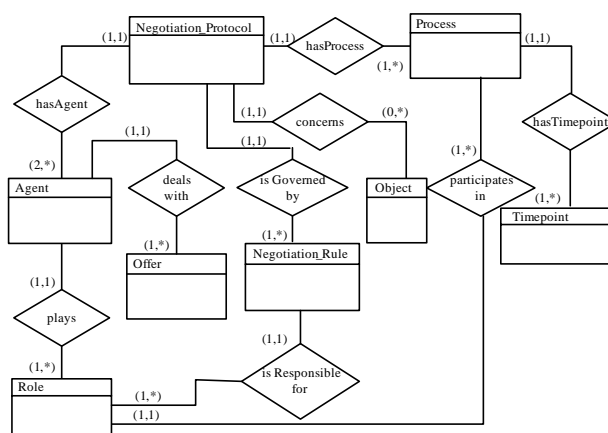 Negotiation_Protocol
Process
(1,1)
(1,1)
hasProcess
(1,1)
(1,*)
hasAgent
(1,1)
concerns
(0,*)
hasTimepoint
(1,1)
(1,1)
(2,*)
deals
with
is Governed
by
(1,*)
participates
in
Agent
Object
(1,*)
Timepoint
(1,*)
(1,*)
Offer
Negotiation_Rule
(1,1)
plays
(1,1)
(1,*)
is Responsible
for
Role
(1,*)
(1,1)